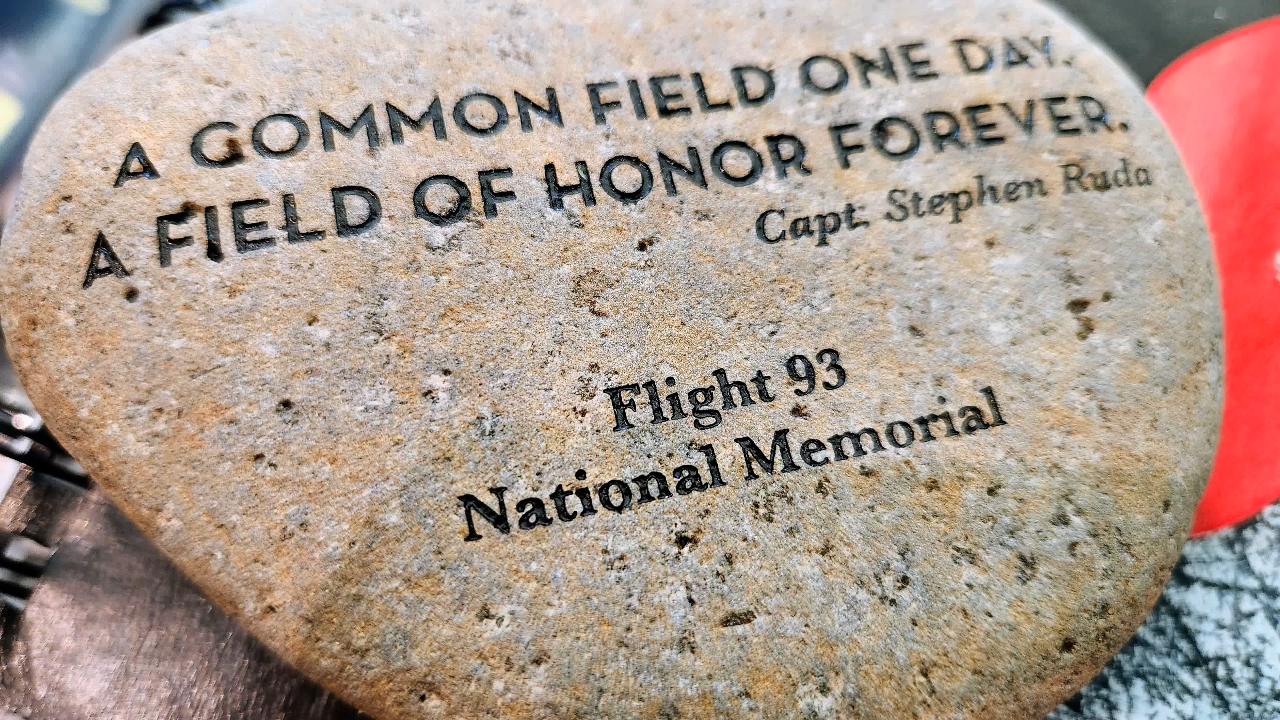 A COMMON FIELD ONE DAY.
A FIELD OF HONOR FOREVER.
Capt. Stephen Ruda
Flight 93
National Memorial